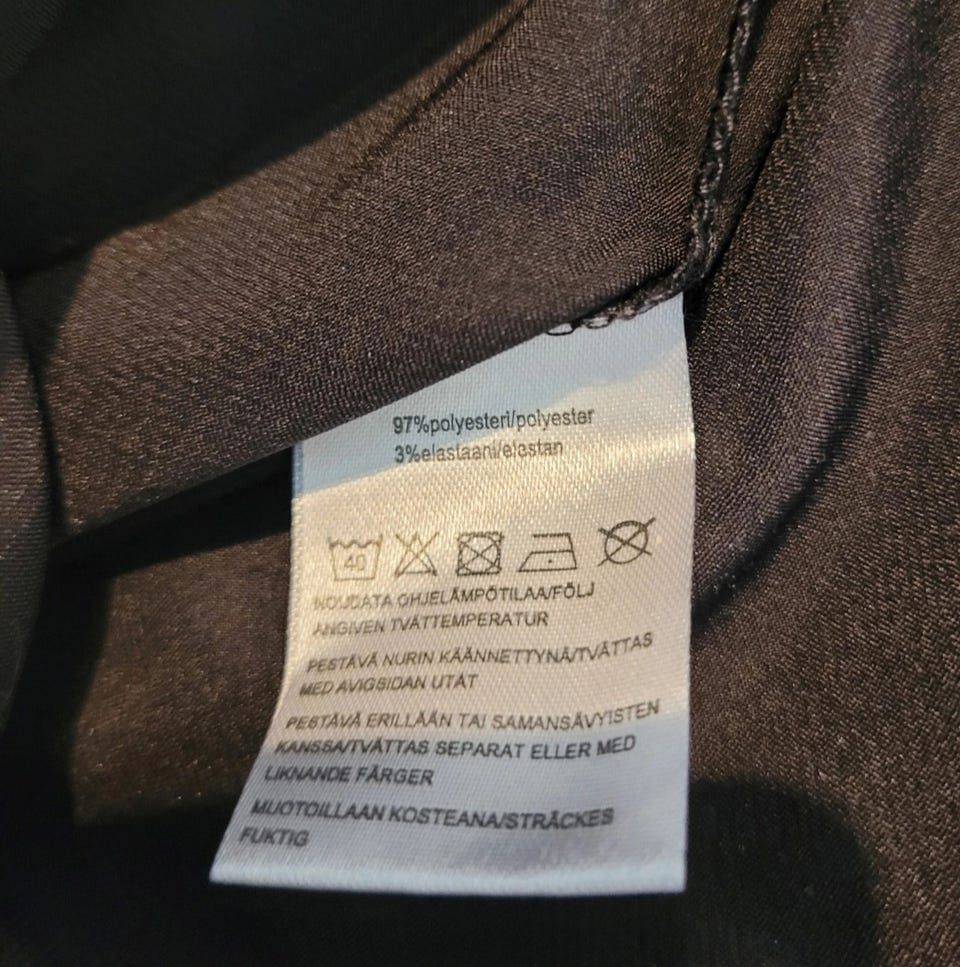 97%polyesteri/polyester
3%elastaani/elastan
40
NOUDATA OHJELÄMPÖTILAA/FÖLJ
ANGIVEN TVÄTTEMPERATUR
PESTÄVÄ NURIN KÄÄNNETTYNÄ/TVÄTTAS
MED AVIGSIDAN UTÅT
PESTÄVÄ ERILLÄÄN TAI SAMANSÄVYISTEN
KANSSA/TVÄTTAS SEPARAT ELLER MED
LIKNANDE FÄRGER
MUOTOILLAAN KOSTEANA/STRÄCKES
FUKTIG